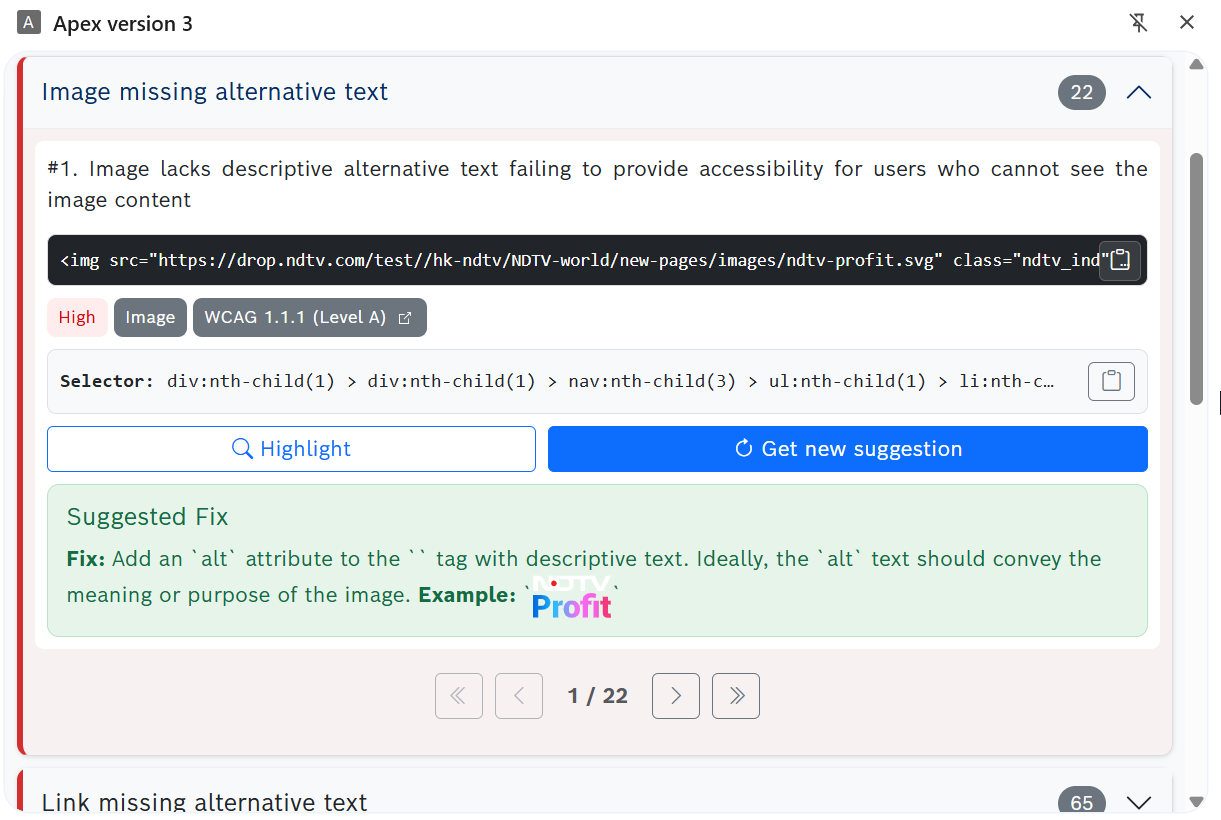 A Apex version 3
Image missing alternative text 22
#1. Image lacks descriptive alternative text failing to provide accessibility for users who cannot see the
image content
<img src="https://drop.ndtv.com/test//hk-ndtv/NDTV-world/new-pages/images/ndtv-profit.svg" class="ndtv_ind"…
High Image WCAG 1.1.1 (Level A)
Selector: div:nth-child(1) > div:nth-child(1) > nav:nth-child(3) > ul:nth-child(1) > li:nth-c…
Highlight Get new suggestion
Suggested Fix
Fix: Add an `alt` attribute to the `` tag with descriptive text. Ideally, the `alt` text should convey the
meaning or purpose of the image. Example: `NDTV Profit`
1 / 22
Link missing alternative text 65